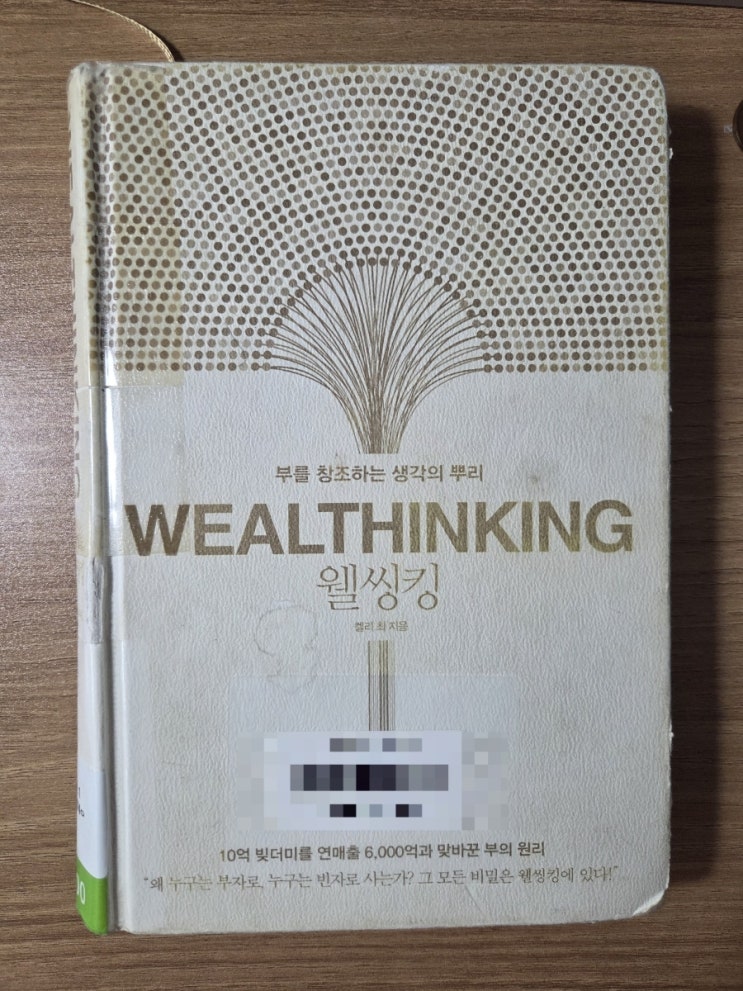 부를 창조하는 생각의 뿌리
WEALTHINKING
웰씽킹
켈리 최 지음
10억 빚더미를 연매출 6,000억과 맞바꾼 부의 원리
“왜 누구는 부자로, 누구는 빈자로 사는가? 그 모든 비밀은 웰씽킹에 있다!”